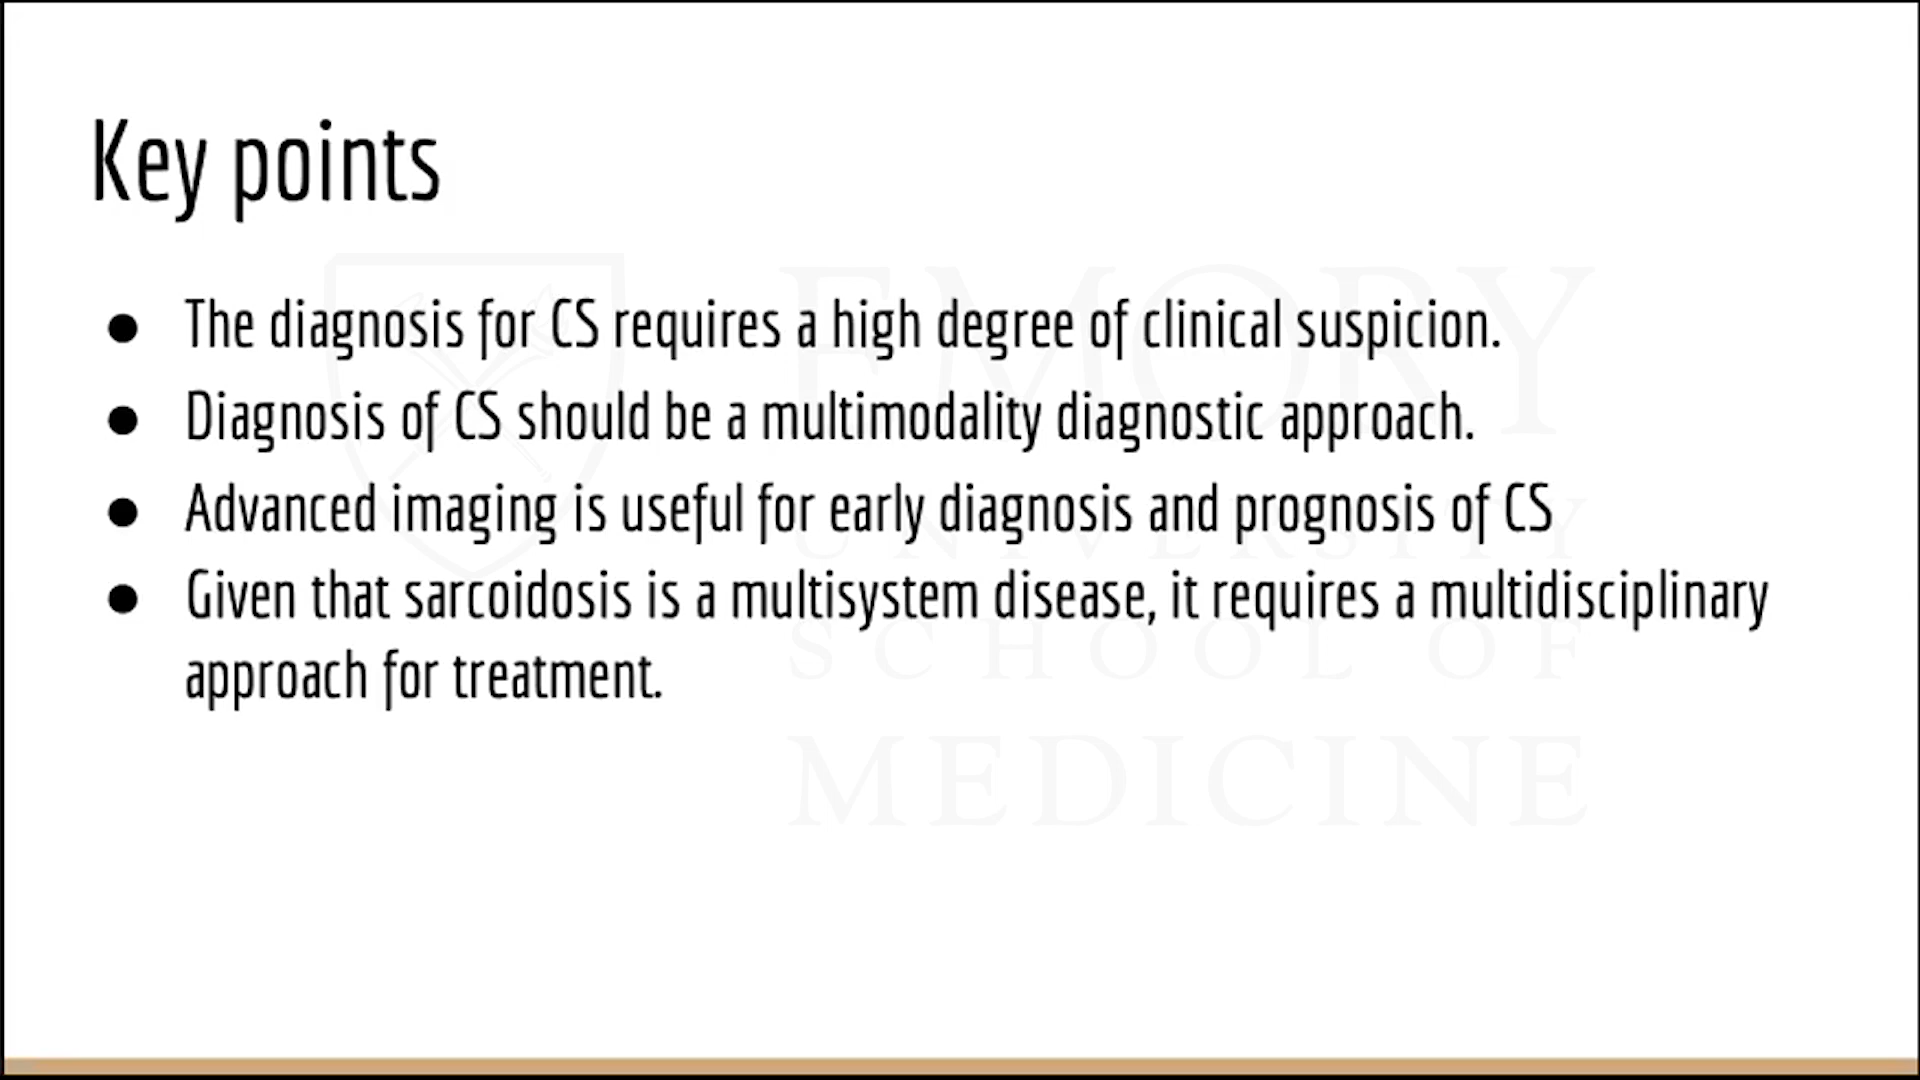 Key points
● The diagnosis for CS requires a high degree of clinical suspicion.
● Diagnosis of CS should be a multimodality diagnostic approach.
● Advanced imaging is useful for early diagnosis and prognosis of CS
● Given that sarcoidosis is a multisystem disease, it requires a multidisciplinary
approach for treatment.
EMORY
UNIVERSITY
SCHOOL OF
MEDICINE